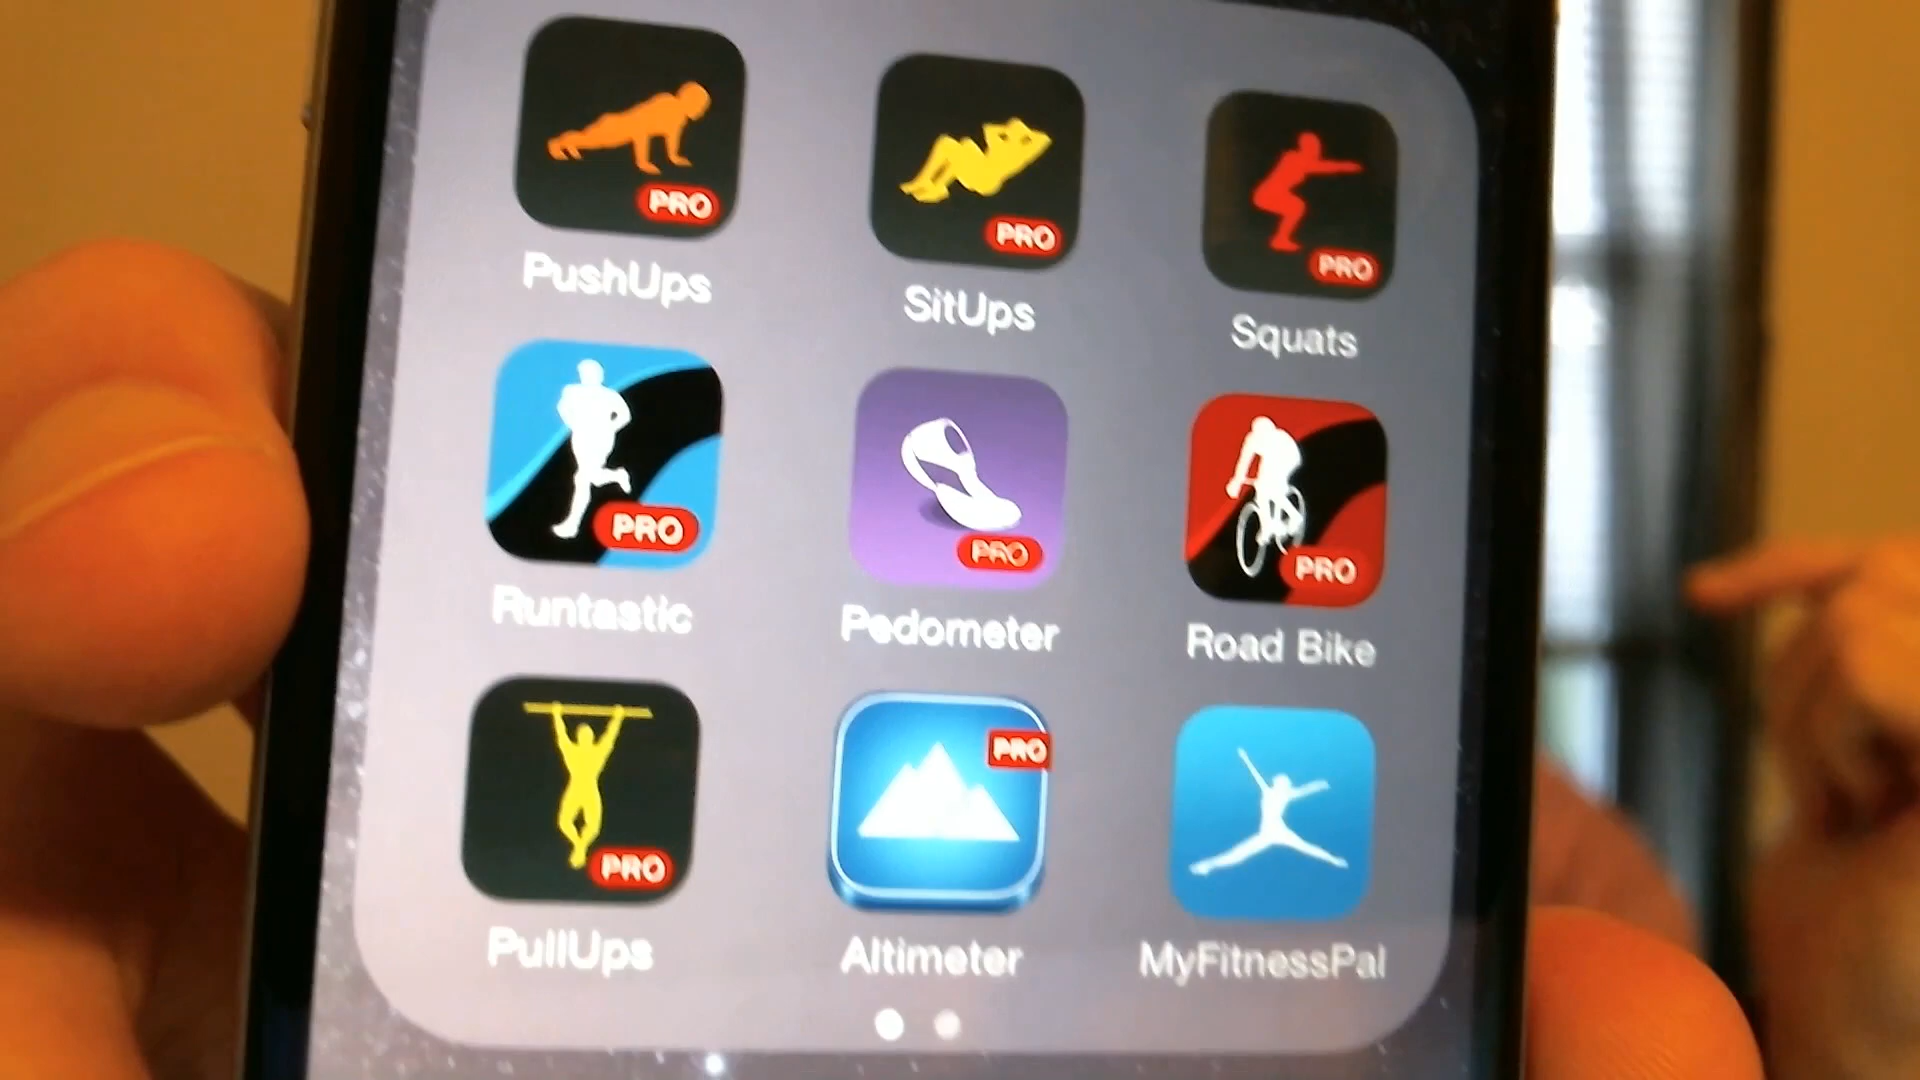 PRO PRO PRO
PushUps SitUps Squats
PRO PRO PRO
Runtastic Pedometer Road Bike
PRO PRO
PullUps Altimeter MyFitnessPal